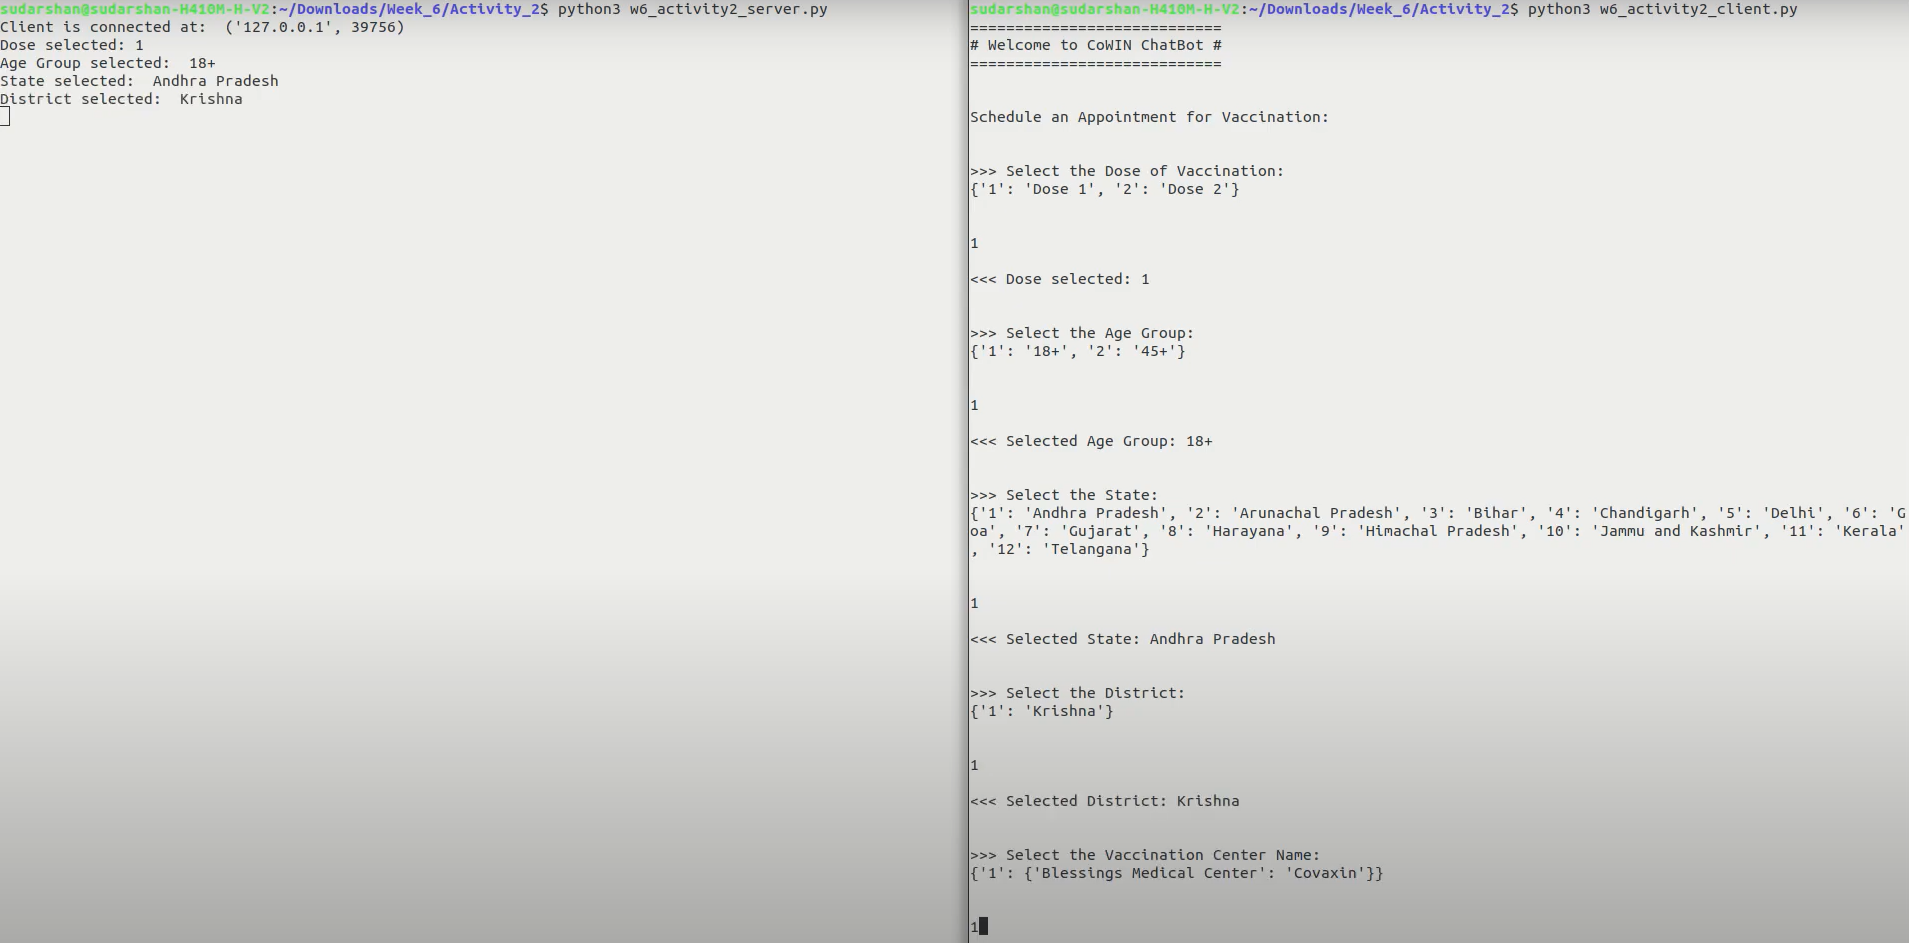 sudarshan@sudarshan-H410M-H-V2:~/Downloads/Week_6/Activity_2$ python3 w6_activity2_server.py
Client is connected at:  ('127.0.0.1', 39756)
Dose selected: 1
Age Group selected:  18+
State selected:  Andhra Pradesh
District selected:  Krishna
sudarshan@sudarshan-H410M-H-V2:~/Downloads/Week_6/Activity_2$ python3 w6_activity2_client.py
============================
# Welcome to CoWIN ChatBot #
============================
Schedule an Appointment for Vaccination:
>>> Select the Dose of Vaccination:
{'1': 'Dose 1', '2': 'Dose 2'}
1
<<< Dose selected: 1
>>> Select the Age Group:
{'1': '18+', '2': '45+'}
1
<<< Selected Age Group: 18+
>>> Select the State:
{'1': 'Andhra Pradesh', '2': 'Arunachal Pradesh', '3': 'Bihar', '4': 'Chandigarh', '5': 'Delhi', '6': 'G
oa', '7': 'Gujarat', '8': 'Harayana', '9': 'Himachal Pradesh', '10': 'Jammu and Kashmir', '11': 'Kerala'
, '12': 'Telangana'}
1
<<< Selected State: Andhra Pradesh
>>> Select the District:
{'1': 'Krishna'}
1
<<< Selected District: Krishna
>>> Select the Vaccination Center Name:
{'1': {'Blessings Medical Center': 'Covaxin'}}
1